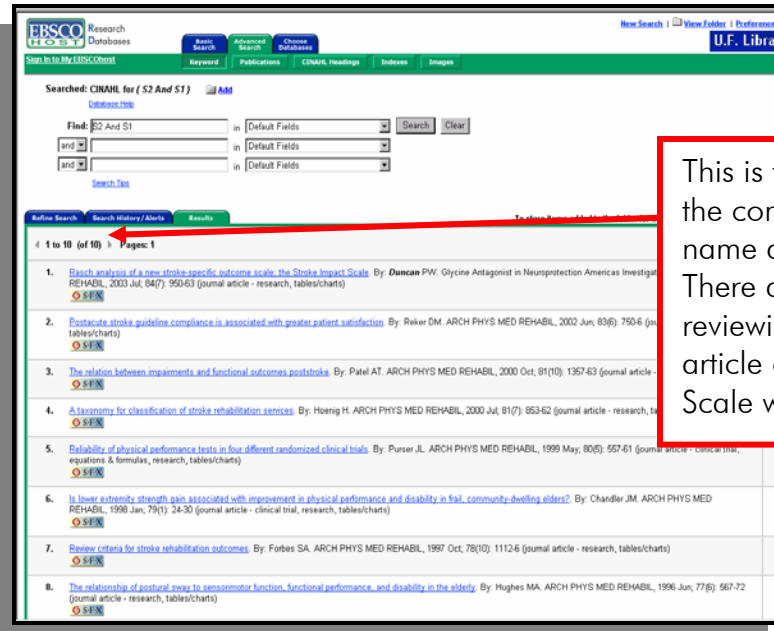 EBSCO Research
HOST Databases
Basic Search
Advanced Search
Choose Databases
New Search | View Folder | Preference
U.F. Libra
Sign In to My EBSCOhost
Keyword Publications CINAHL Headings Indexes Images
Searched: CINAHL for ( S2 And S1 ) Add
Database Help
Find: S2 And S1 in Default Fields Search Clear
and in Default Fields
and in Default Fields
Search Tips
Refine Search Search History/Alerts Results
1 to 10 (of 10) Pages: 1
1. Rasch analysis of a new stroke-specific outcome scale: the Stroke Impact Scale. By: Duncan PW. Glycine Antagonist in Neuroprotection Americas Investigat
REHABIL, 2003 Jul; 84(7): 950-63 (journal article - research, tables/charts)
S·F·X
2. Postacute stroke guideline compliance is associated with greater patient satisfaction. By: Reker DM. ARCH PHYS MED REHABIL, 2002 Jun; 83(6): 750-6 (jou
tables/charts)
S·F·X
3. The relation between impairments and functional outcomes poststroke. By: Patel AT. ARCH PHYS MED REHABIL, 2000 Oct; 81(10): 1357-63 (journal article -
S·F·X
4. A taxonomy for classification of stroke rehabilitation services. By: Hoenig H. ARCH PHYS MED REHABIL, 2000 Jul; 81(7): 853-62 (journal article - research, ta
S·F·X
5. Reliability of physical performance tests in four different randomized clinical trials. By: Purser JL. ARCH PHYS MED REHABIL, 1999 May; 80(5): 557-61 (journal article - clinical trial,
equations & formulas, research, tables/charts)
S·F·X
6. Is lower extremity strength gain associated with improvement in physical performance and disability in frail, community-dwelling elders?. By: Chandler JM. ARCH PHYS MED
REHABIL, 1998 Jan; 79(1): 24-30 (journal article - clinical trial, research, tables/charts)
S·F·X
7. Review criteria for stroke rehabilitation outcomes. By: Forbes SA. ARCH PHYS MED REHABIL, 1997 Oct; 78(10): 1112-6 (journal article - research, tables/charts)
S·F·X
8. The relationship of postural sway to sensorimotor function, functional performance, and disability in the elderly. By: Hughes MA. ARCH PHYS MED REHABIL, 1996 Jun; 77(6): 567-72
(journal article - research, tables/charts)
S·F·X
This is
the co
name
There
reviewi
article
Scale